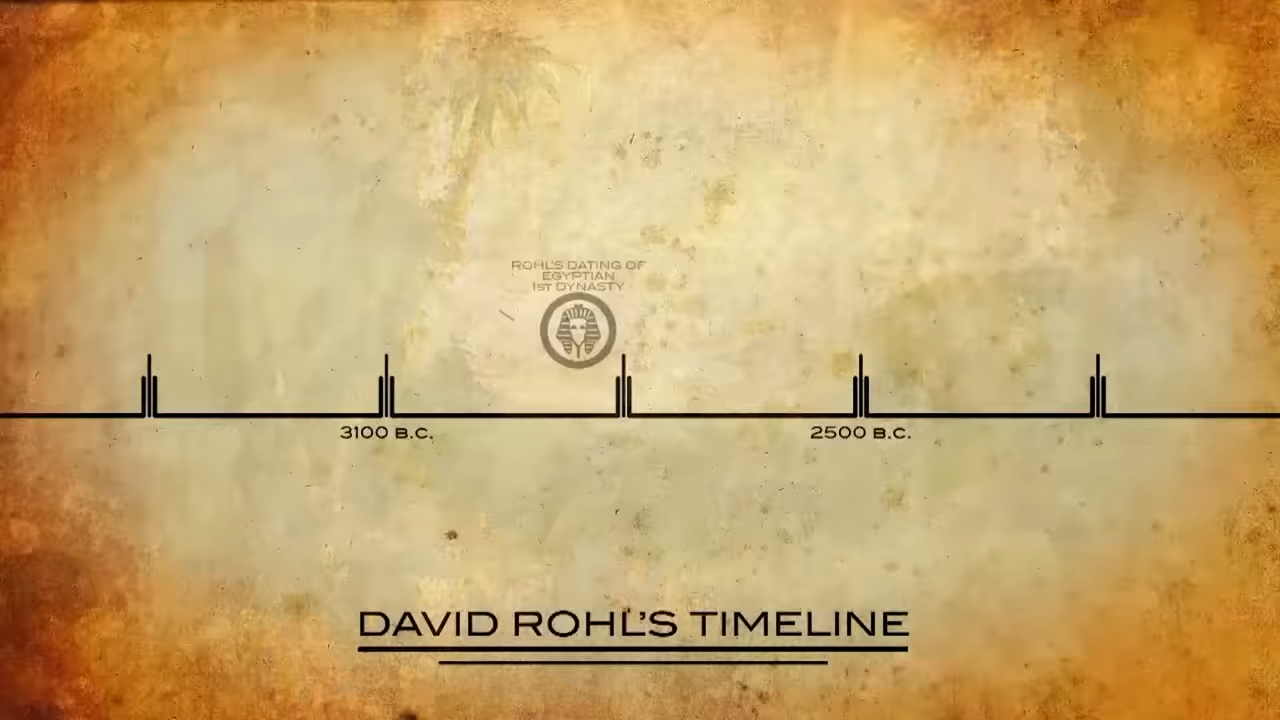 ROHL'S DATING OF
EGYPTIAN
1ST DYNASTY
3100 B.C.
2500 B.C.
DAVID ROHL'S TIMELINE